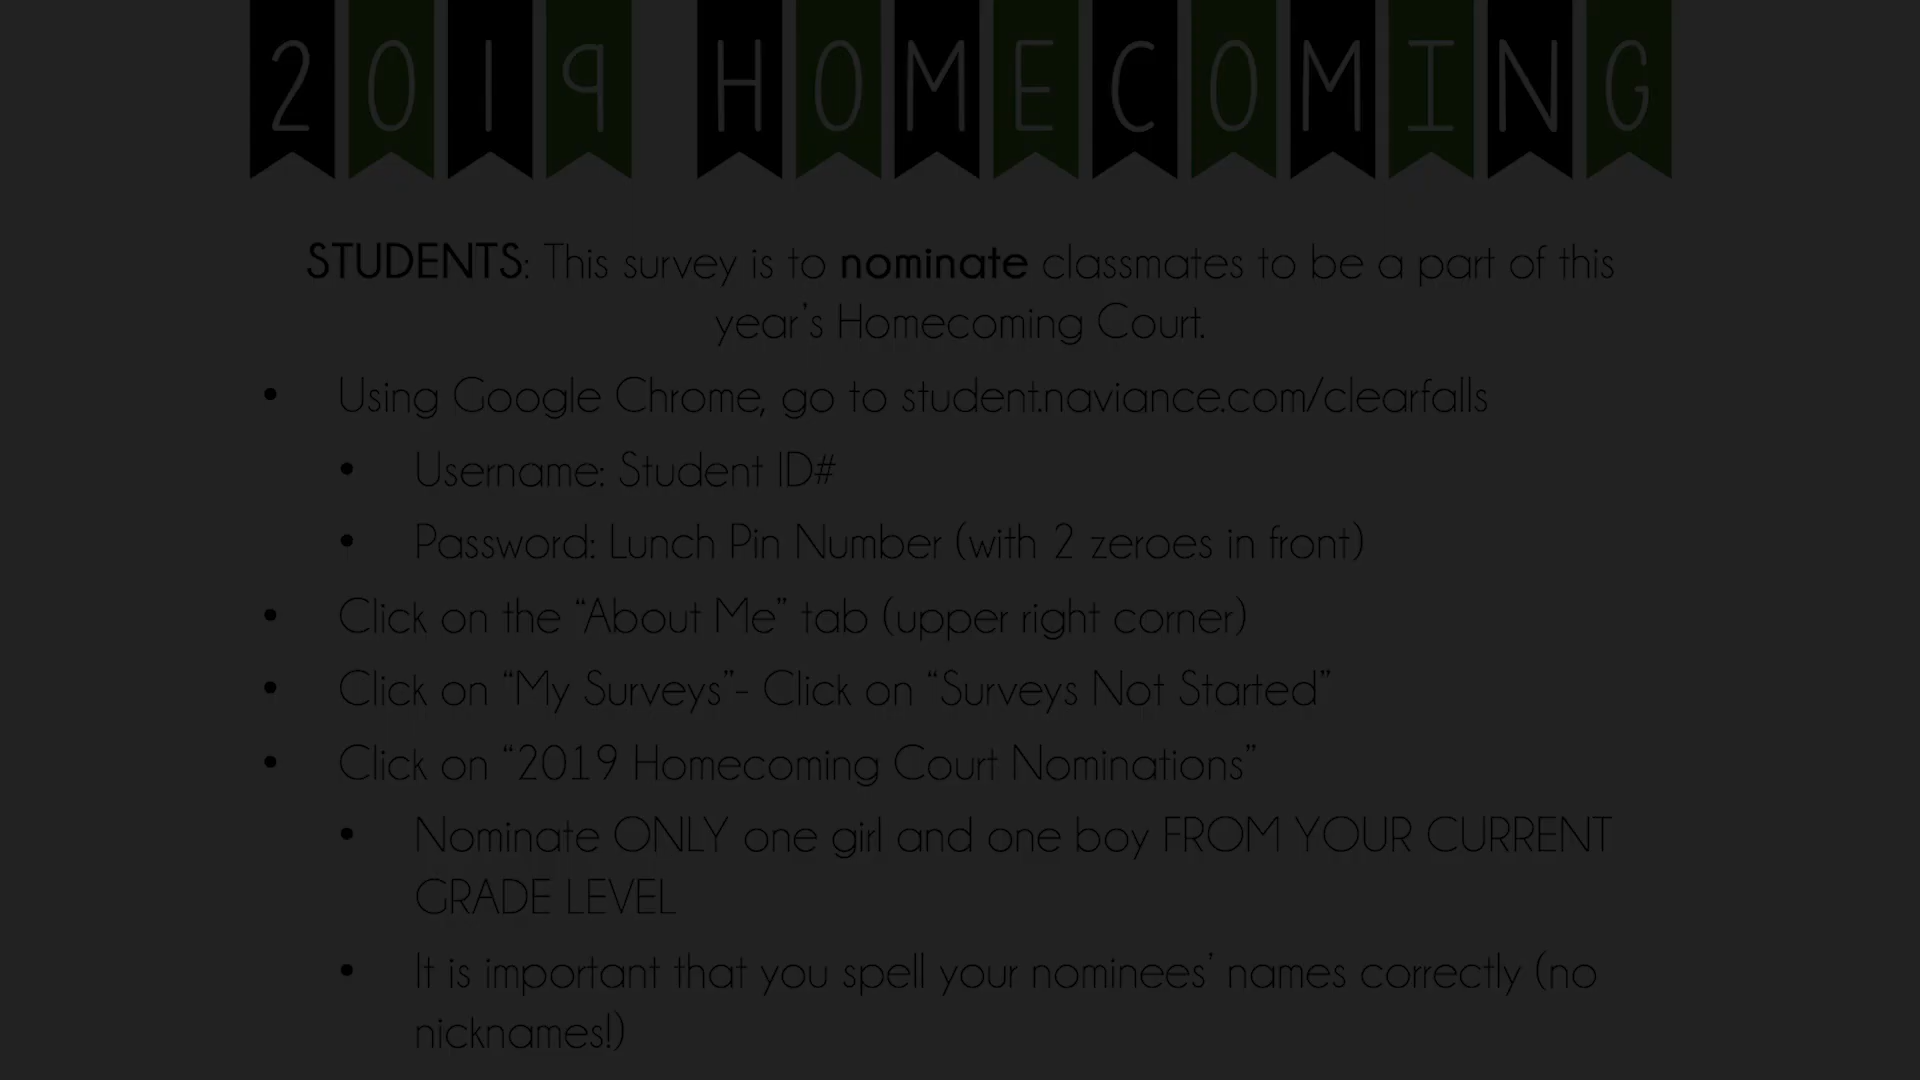 2019 HOMECOMING
STUDENTS: This survey is to nominate classmates to be a part of this
year's Homecoming Court.
• Using Google Chrome, go to student.naviance.com/clearfalls
• Username: Student ID#
• Password: Lunch Pin Number (with 2 zeroes in front)
• Click on the “About Me” tab (upper right corner)
• Click on “My Surveys”- Click on “Surveys Not Started”
• Click on “2019 Homecoming Court Nominations”
• Nominate ONLY one girl and one boy FROM YOUR CURRENT
GRADE LEVEL
• It is important that you spell your nominees' names correctly (no
nicknames!)